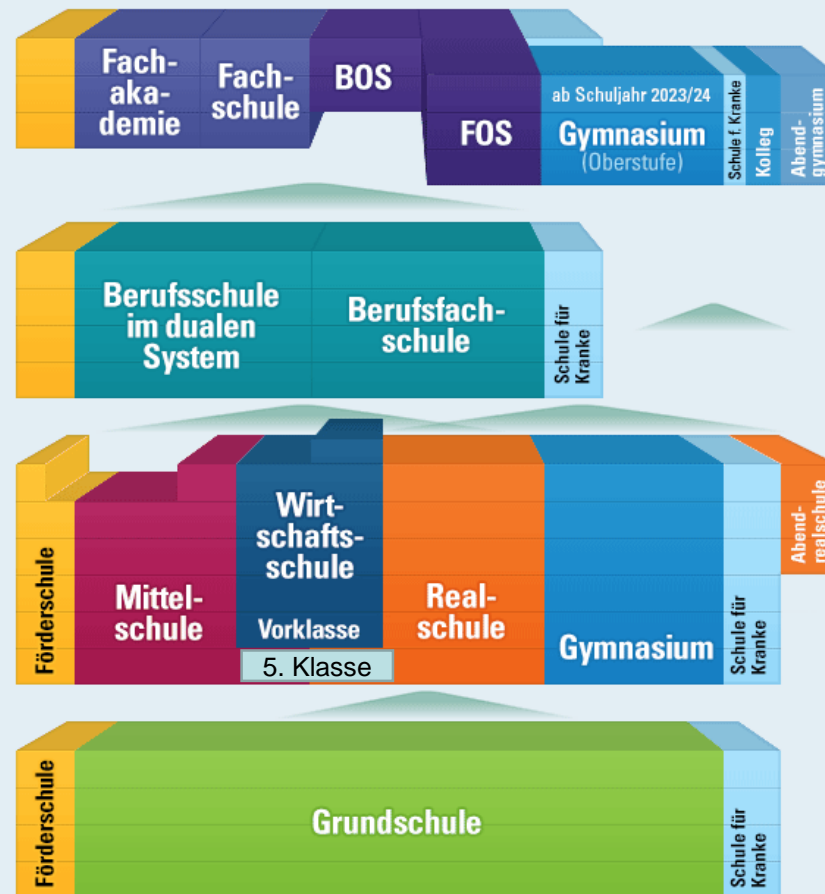 Fach-
aka-
demie
Fach-
schule
BOS
FOS
ab Schuljahr 2023/24
Gymnasium
(Oberstufe)
Schule f. Kranke
Kolleg
Abend-
gymnasium
Berufsschule
im dualen
System
Berufsfach-
schule
Schule für
Kranke
Förderschule
Mittel-
schule
Wirt-
schafts-
schule
Vorklasse
5. Klasse
Real-
schule
Gymnasium
Schule für
Kranke
Abend-
realschule
Förderschule
Grundschule
Schule für
Kranke